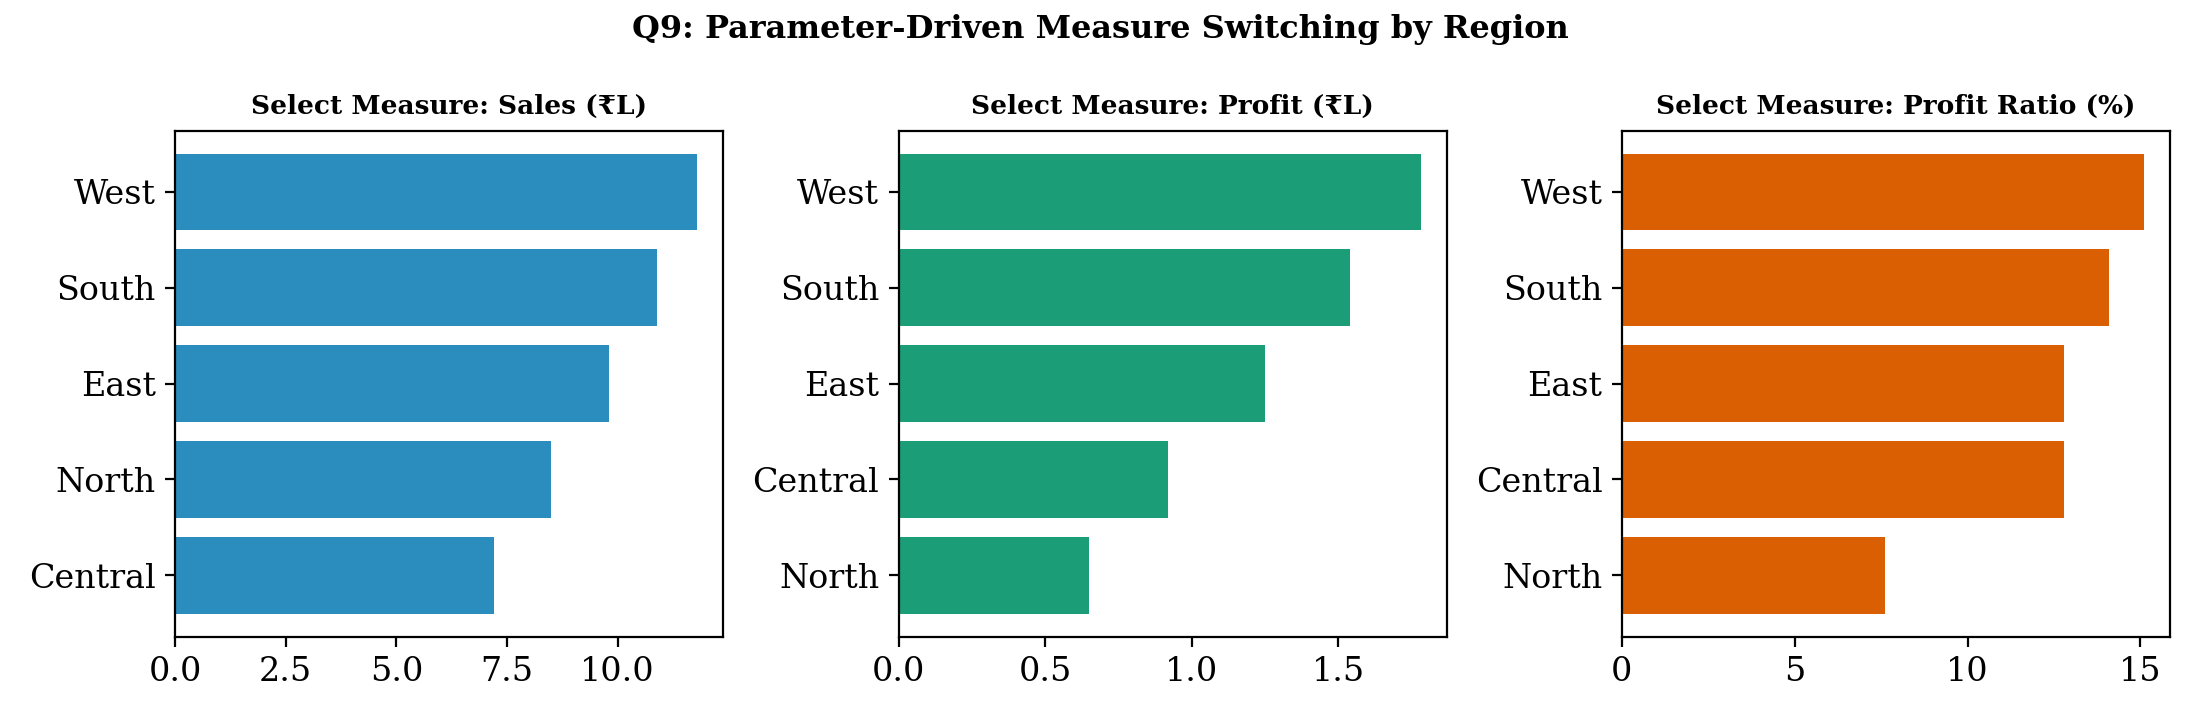 Q9: Parameter-Driven Measure Switching by Region
Select Measure: Sales (₹L)
West
South
East
North
Central
0.0 2.5 5.0 7.5 10.0
Select Measure: Profit (₹L)
West
South
East
Central
North
0.0 0.5 1.0 1.5
Select Measure: Profit Ratio (%)
West
South
East
Central
North
0 5 10 15